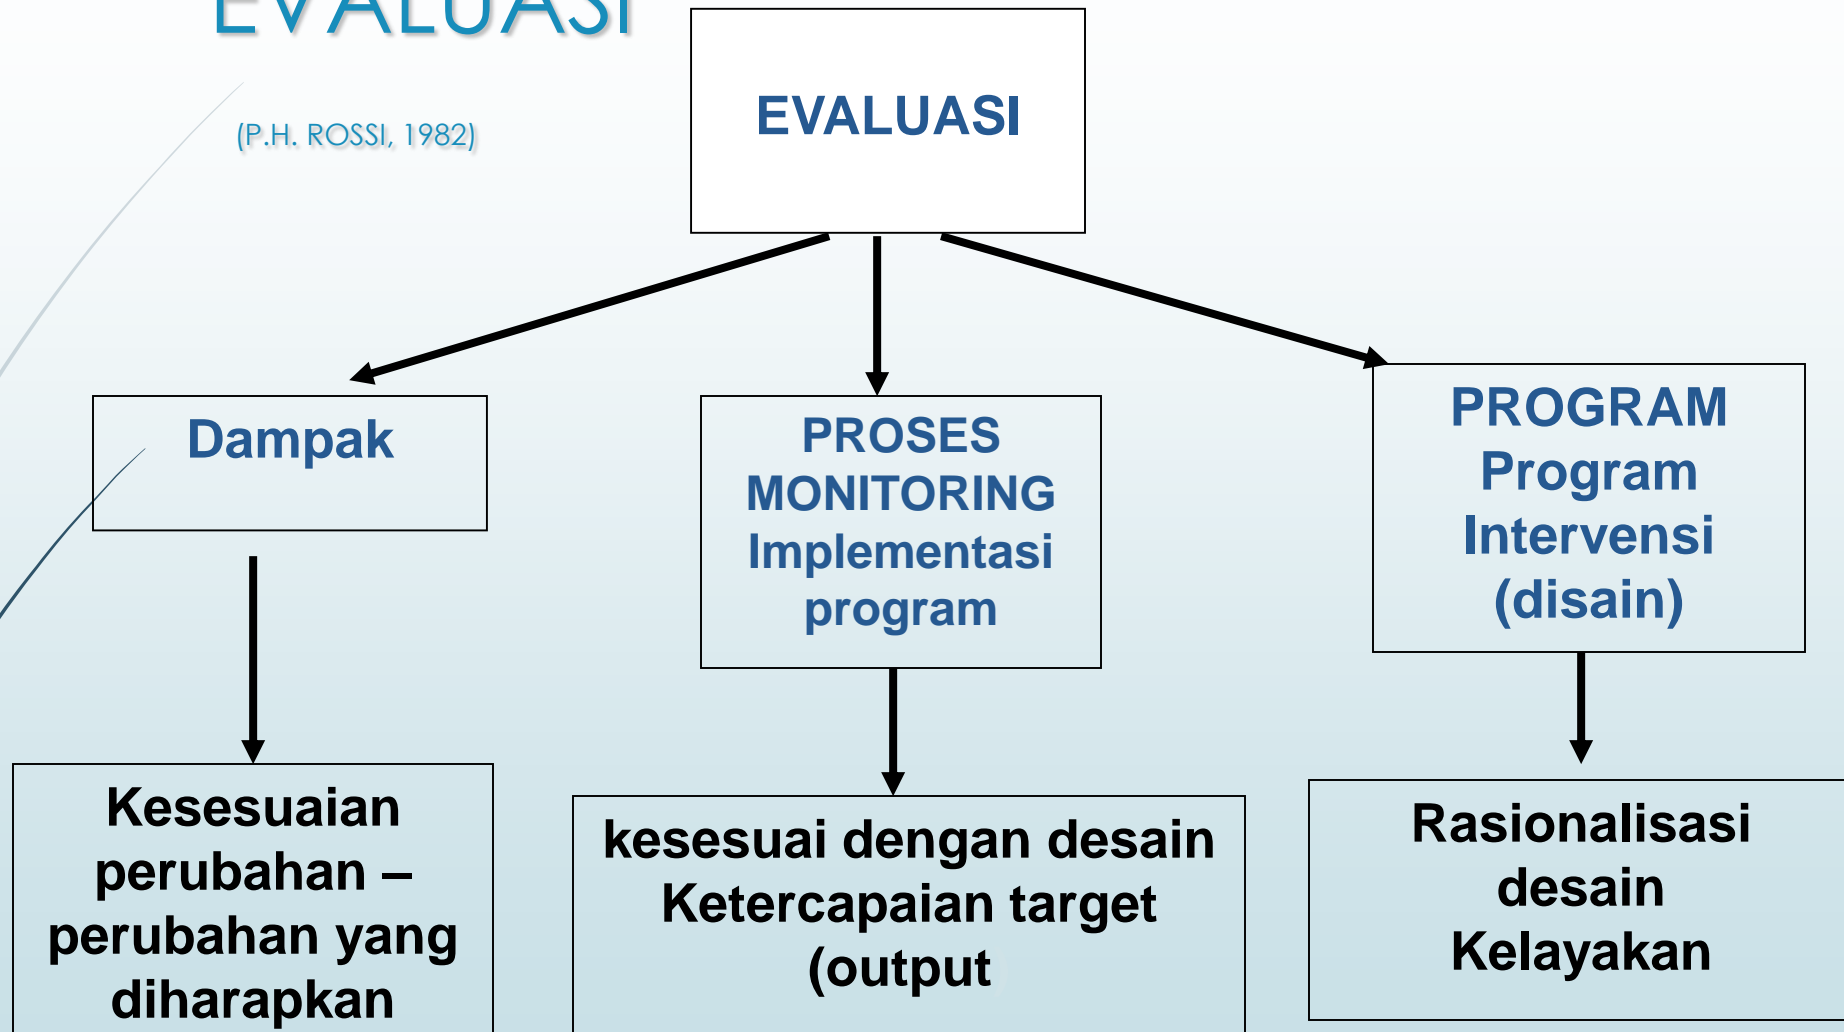 EVALUASI
(P.H. ROSSI, 1982)
EVALUASI
Dampak
PROSES
MONITORING
Implementasi
program
PROGRAM
Program
Intervensi
(disain)
Kesesuaian
perubahan –
perubahan yang
diharapkan
kesesuai dengan desain
Ketercapaian target
(output
Rasionalisasi
desain
Kelayakan